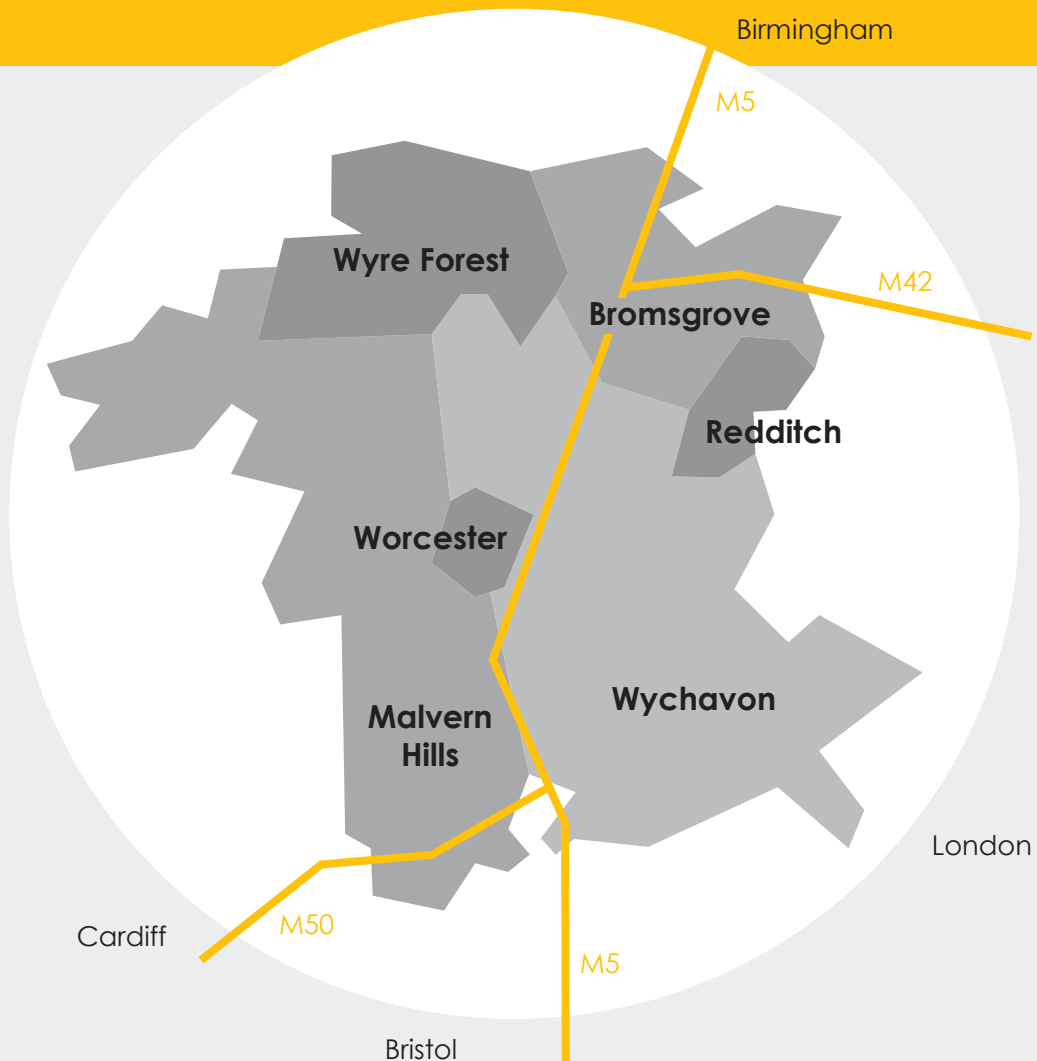 Birmingham
M5
Wyre Forest
M42
Bromsgrove
Redditch
Worcester
Wychavon
Malvern
Hills
London
M50
Cardiff
M5
Bristol